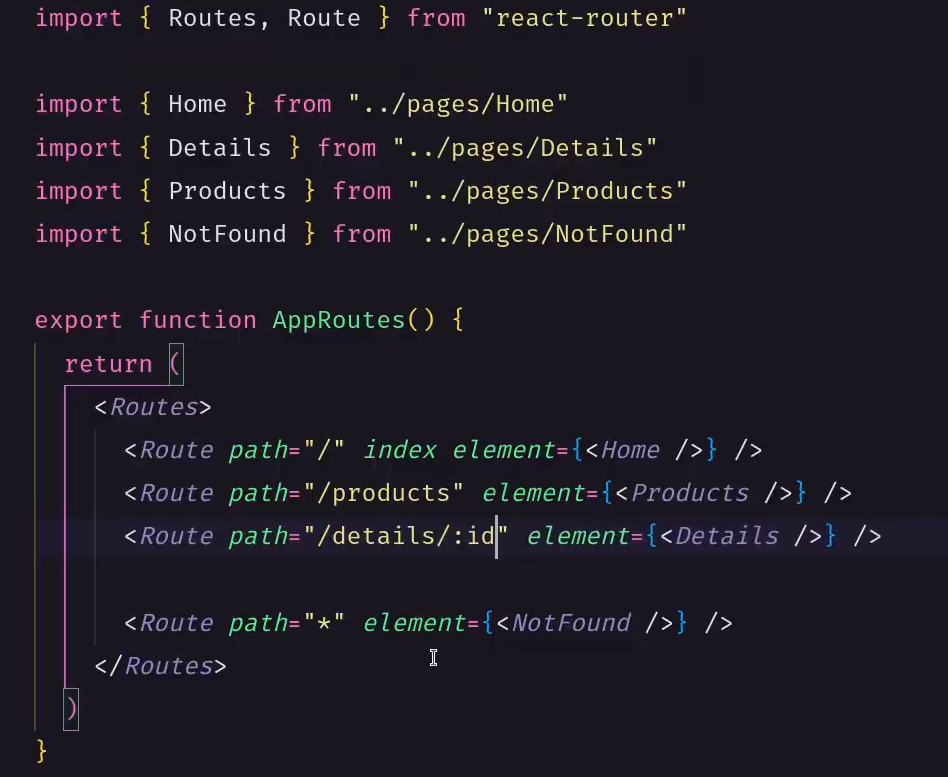 import { Routes, Route } from "react-router"
import { Home } from "../pages/Home"
import { Details } from "../pages/Details"
import { Products } from "../pages/Products"
import { NotFound } from "../pages/NotFound"
export function AppRoutes() {
return (
<Routes>
<Route path="/" index element={<Home />} />
<Route path="/products" element={<Products />} />
<Route path="/details/:id" element={<Details />} />
<Route path="*" element={<NotFound />} />
</Routes>
)
}